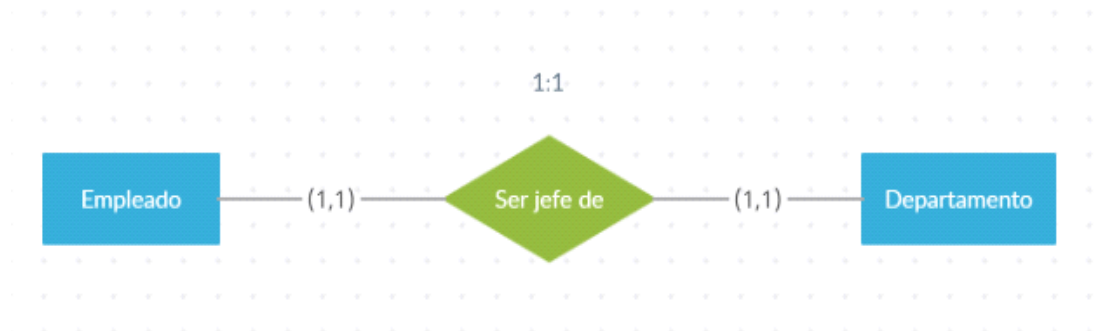 1:1
Empleado
(1,1)
Ser jefe de
(1,1)
Departamento